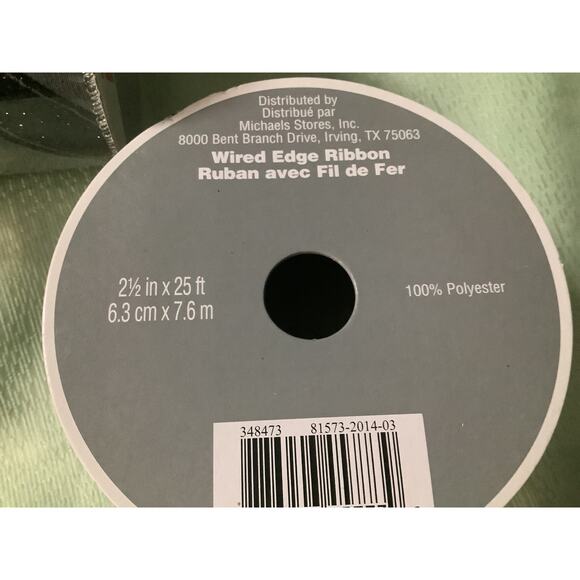 Distributed by
Distribué par
Michaels Stores, Inc.
8000 Bent Branch Drive, Irving, TX 75063
Wired Edge Ribbon
Ruban avec Fil de Fer
2½ in x 25 ft
6.3 cm x 7.6 m
100% Polyester
348473 81573-2014-03